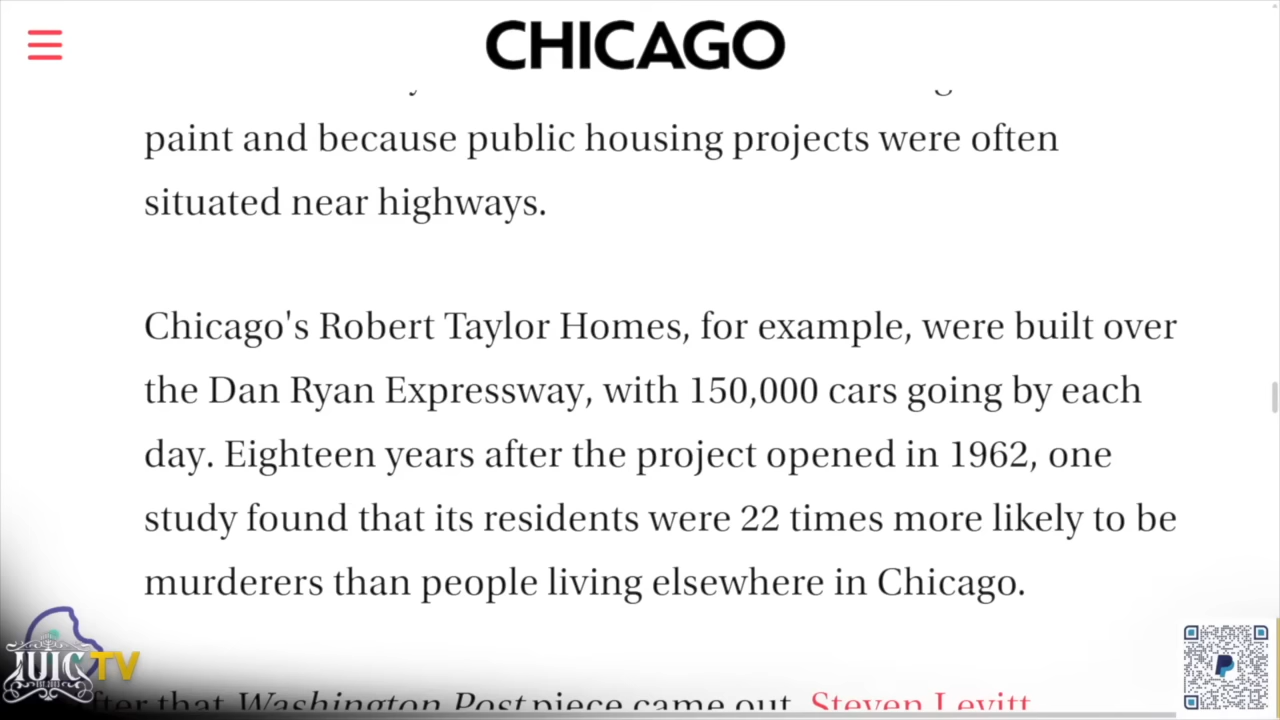 CHICAGO
paint and because public housing projects were often
situated near highways.
Chicago's Robert Taylor Homes, for example, were built over
the Dan Ryan Expressway, with 150,000 cars going by each
day. Eighteen years after the project opened in 1962, one
study found that its residents were 22 times more likely to be
murderers than people living elsewhere in Chicago.
IUIC TV
that Washington Post piece came out, Steven Levitt